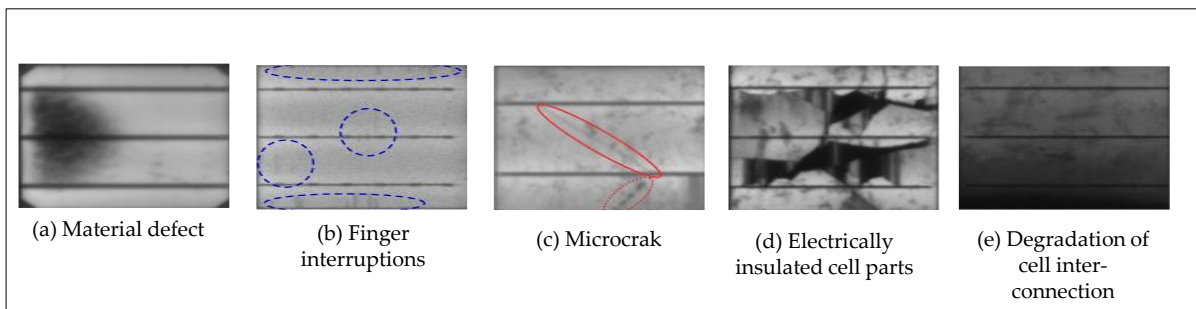 (a) Material defect
(b) Finger
interruptions
(c) Microcrak
(d) Electrically
insulated cell parts
(e) Degradation of
cell inter-
connection